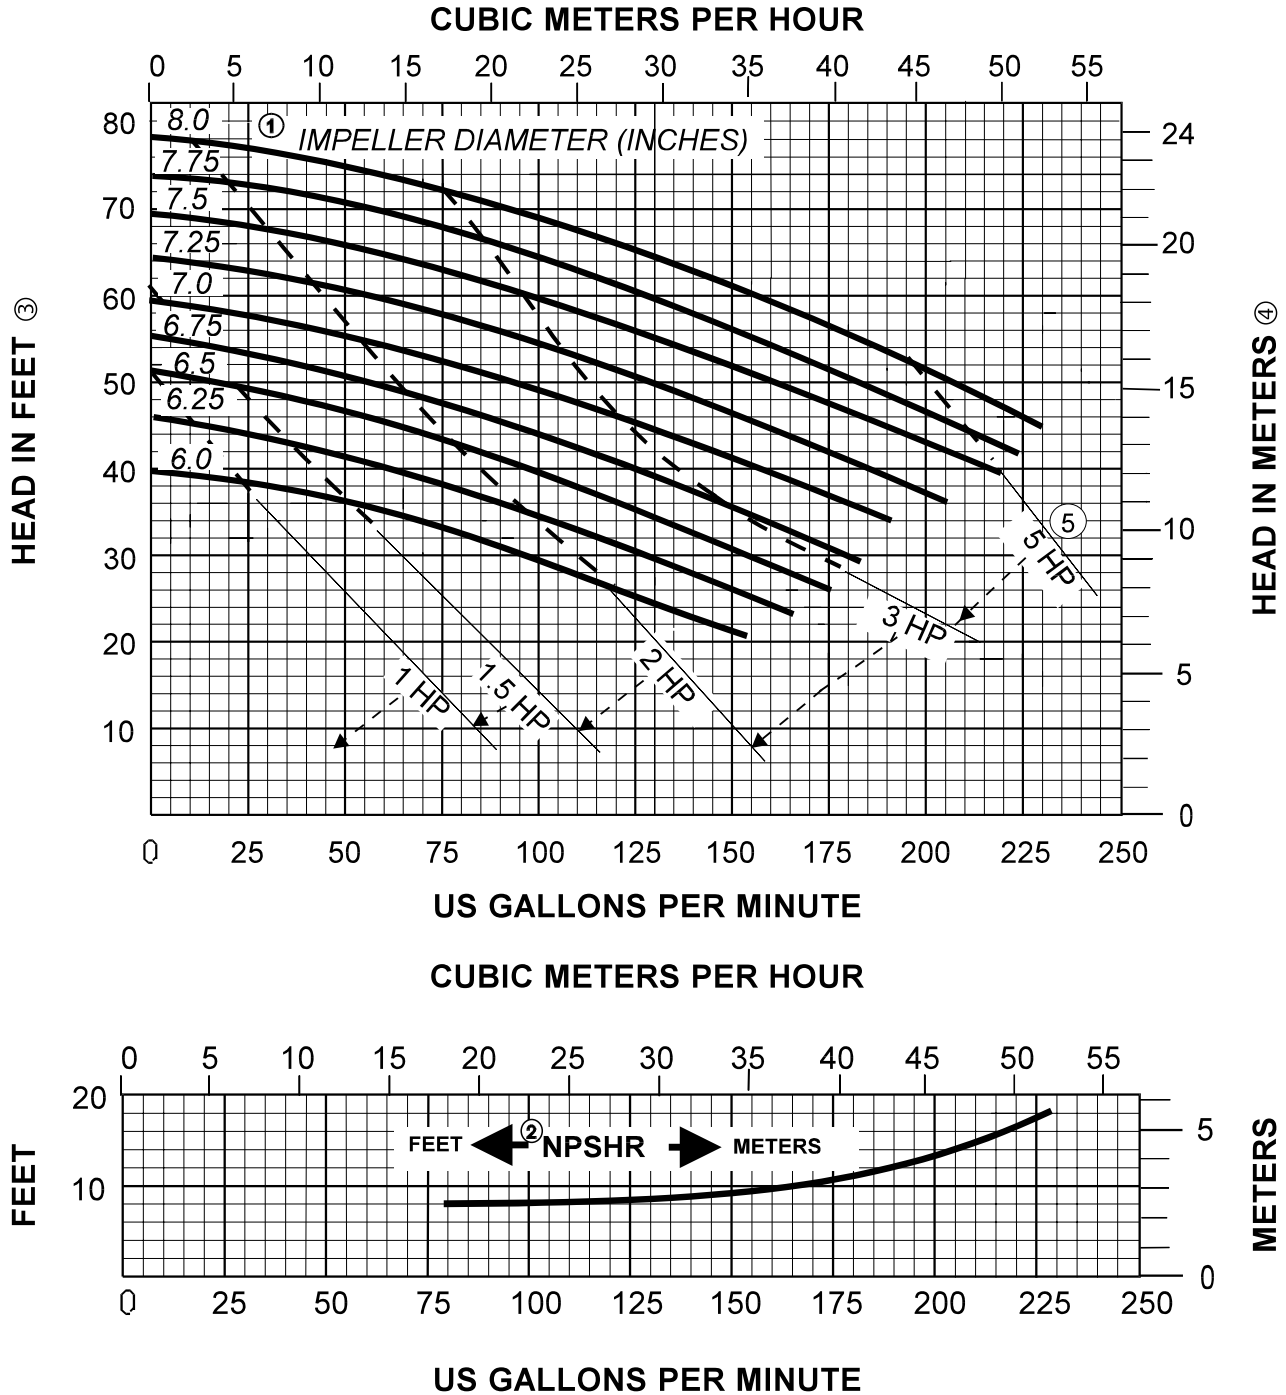 CUBIC METERS PER HOUR
0 5 10 15 20 25 30 35 40 45 50 55
80 8.0 ① IMPELLER DIAMETER (INCHES) 24
7.75
70 7.5
7.25 20
60 7.0
6.75
50 6.5 15
6.25
40 6.0
⑤ 10
30 5 HP
3 HP
20 2 HP 5
1 HP 1.5 HP
10
0
HEAD IN FEET ③
HEAD IN METERS ④
0 25 50 75 100 125 150 175 200 225 250
US GALLONS PER MINUTE
CUBIC METERS PER HOUR
0 5 10 15 20 25 30 35 40 45 50 55
20
FEET ② NPSHR METERS 5
10
0
FEET
METERS
0 25 50 75 100 125 150 175 200 225 250
US GALLONS PER MINUTE